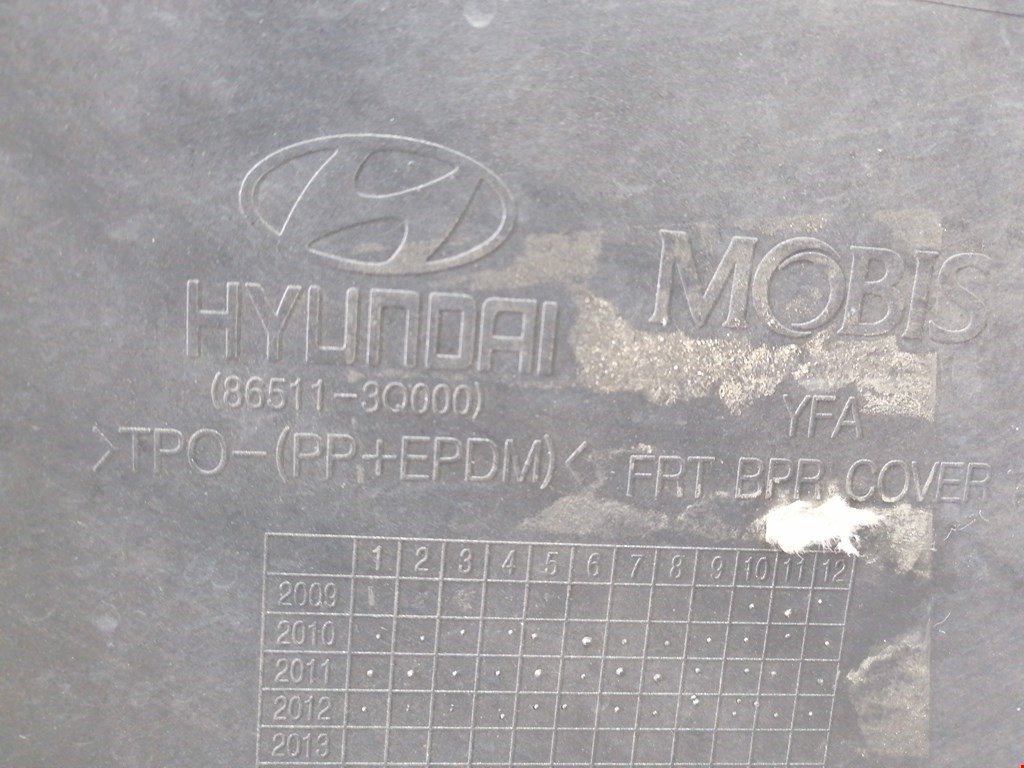 HYUNDAI
(86511-3Q000)
>TPO-(PP+EPDM)<
MOBIS
YFA
FRT BPR COVER
1 2 3 4 5 6 7 8 9 10 11 12
2009
2010
2011
2012
2013